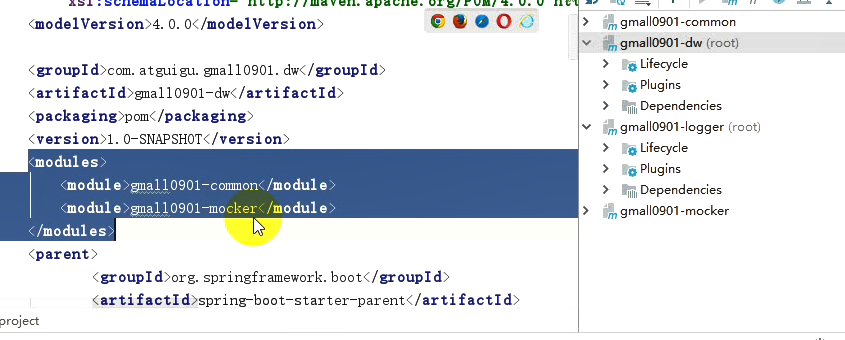 xsi:schemaLocation="http://maven.apache.org/POM/4.0.0
<modelVersion>4.0.0</modelVersion>
<groupId>com.atguigu.gmall0901.dw</groupId>
<artifactId>gmall0901-dw</artifactId>
<packaging>pom</packaging>
<version>1.0-SNAPSHOT</version>
<modules>
<module>gmall0901-common</module>
<module>gmall0901-mocker</module>
</modules>
<parent>
<groupId>org.springframework.boot</groupId>
<artifactId>spring-boot-starter-parent</artifactId>
project
gmall0901-common
gmall0901-dw (root)
Lifecycle
Plugins
Dependencies
gmall0901-logger (root)
Lifecycle
Plugins
Dependencies
gmall0901-mocker